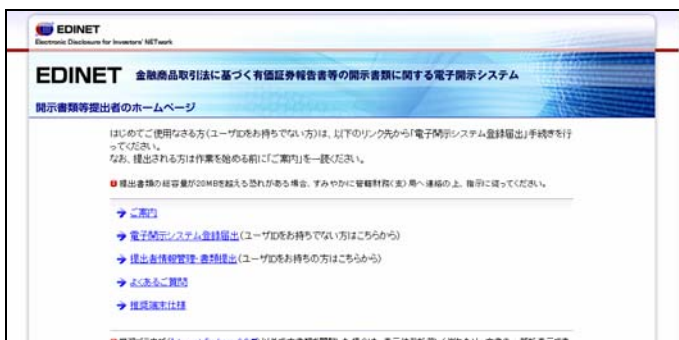 EDINET
Electronic Disclosure for Investors' NETwork
EDINET 金融商品取引法に基づく有価証券報告書等の開示書類に関する電子開示システム
開示書類等提出者のホームページ
はじめてご使用なさる方(ユーザIDをお持ちでない方)は、以下のリンク先から「電子開示システム登録届出」手続きを行
ってください。
なお、提出される方は作業を始める前に「ご案内」を一読ください。
提出書類の総容量が20MBを越える恐れがある場合、すみやかに管轄財務(支)局へ連絡の上、指示に従ってください。
ご案内
電子開示システム登録届出(ユーザIDをお持ちでない方はこちらから)
提出者情報管理・書類提出(ユーザIDをお持ちの方はこちらから)
よくあるご質問
推奨端末仕様